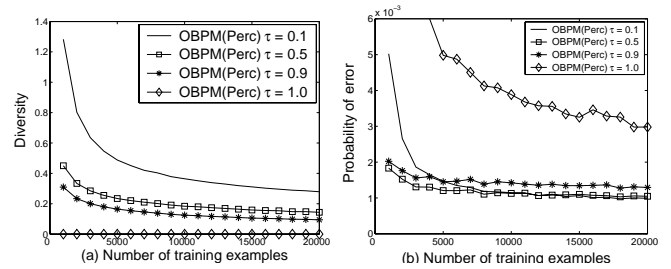 1.4
1.2
1
0.8
0.6
0.4
0.2
0
Diversity
OBPM(Perc) τ = 0.1
OBPM(Perc) τ = 0.5
OBPM(Perc) τ = 0.9
OBPM(Perc) τ = 1.0
5000 10000 15000 20000
(a) Number of training examples
6 x 10⁻³
5
4
3
2
1
0
Probability of error
OBPM(Perc) τ = 0.1
OBPM(Perc) τ = 0.5
OBPM(Perc) τ = 0.9
OBPM(Perc) τ = 1.0
5000 10000 15000 20000
(b) Number of training examples